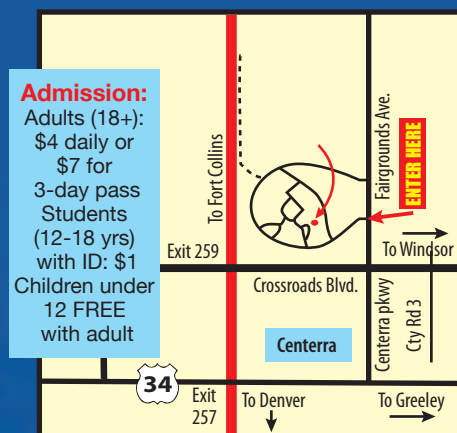 Admission:
Adults (18+):
$4 daily or
$7 for
3-day pass
Students
(12-18 yrs)
with ID: $1
Children under
12 FREE
with adult
To Fort Collins
Fairgrounds Ave.
ENTER HERE
To Windsor
Exit 259
Crossroads Blvd.
Centerra
Centerra pkwy
Cty Rd 3
34
Exit
257
To Denver
To Greeley